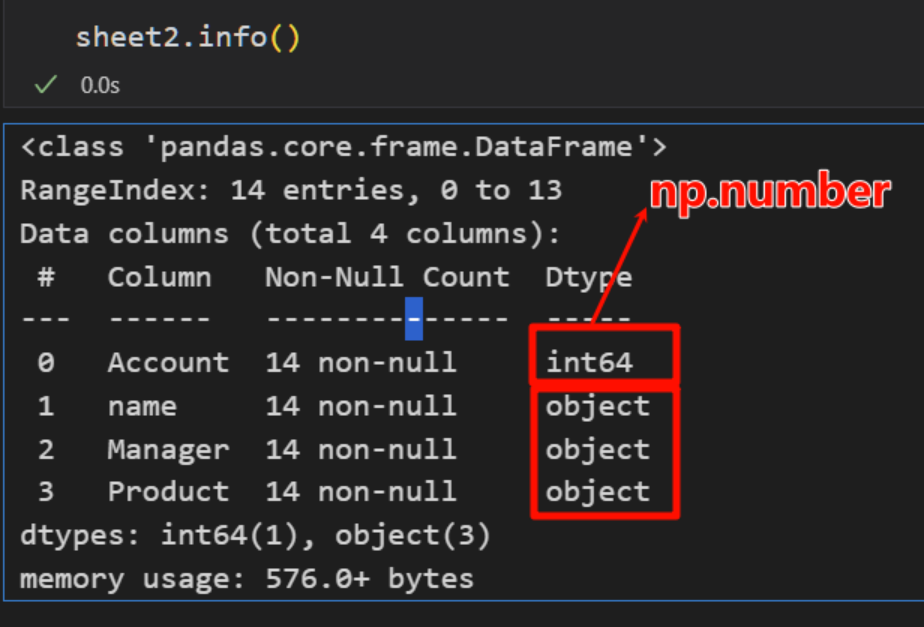 sheet2.info()
0.0s
<class 'pandas.core.frame.DataFrame'>
RangeIndex: 14 entries, 0 to 13
np.number
Data columns (total 4 columns):
 #   Column   Non-Null Count  Dtype
---  ------   --------------  -----
 0   Account  14 non-null     int64
 1   name     14 non-null     object
 2   Manager  14 non-null     object
 3   Product  14 non-null     object
dtypes: int64(1), object(3)
memory usage: 576.0+ bytes